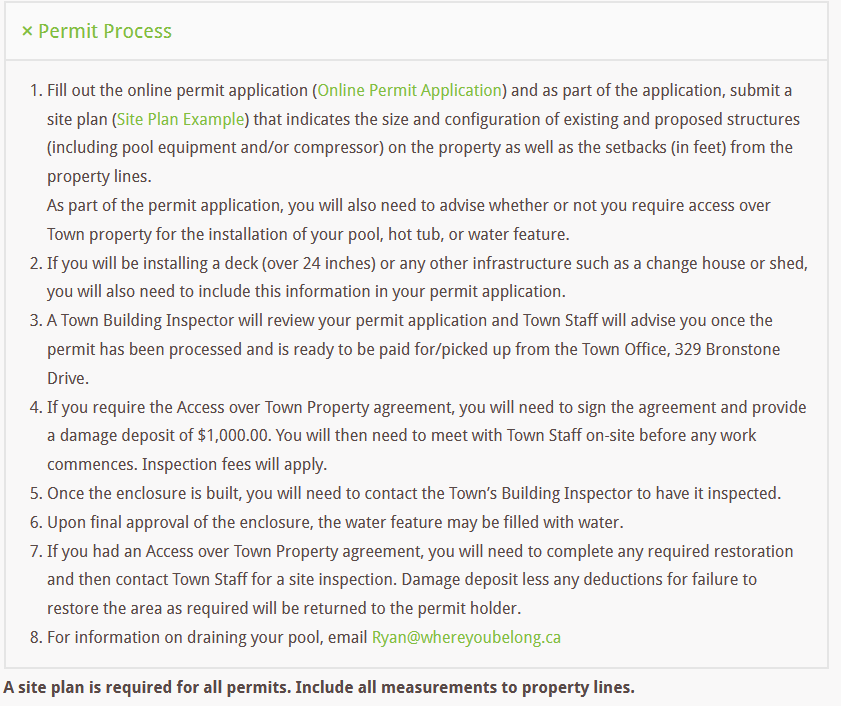 × Permit Process
1. Fill out the online permit application (Online Permit Application) and as part of the application, submit a
site plan (Site Plan Example) that indicates the size and configuration of existing and proposed structures
(including pool equipment and/or compressor) on the property as well as the setbacks (in feet) from the
property lines.
As part of the permit application, you will also need to advise whether or not you require access over
Town property for the installation of your pool, hot tub, or water feature.
2. If you will be installing a deck (over 24 inches) or any other infrastructure such as a change house or shed,
you will also need to include this information in your permit application.
3. A Town Building Inspector will review your permit application and Town Staff will advise you once the
permit has been processed and is ready to be paid for/picked up from the Town Office, 329 Bronstone
Drive.
4. If you require the Access over Town Property agreement, you will need to sign the agreement and provide
a damage deposit of $1,000.00. You will then need to meet with Town Staff on-site before any work
commences. Inspection fees will apply.
5. Once the enclosure is built, you will need to contact the Town’s Building Inspector to have it inspected.
6. Upon final approval of the enclosure, the water feature may be filled with water.
7. If you had an Access over Town Property agreement, you will need to complete any required restoration
and then contact Town Staff for a site inspection. Damage deposit less any deductions for failure to
restore the area as required will be returned to the permit holder.
8. For information on draining your pool, email Ryan@whereyoubelong.ca
A site plan is required for all permits. Include all measurements to property lines.